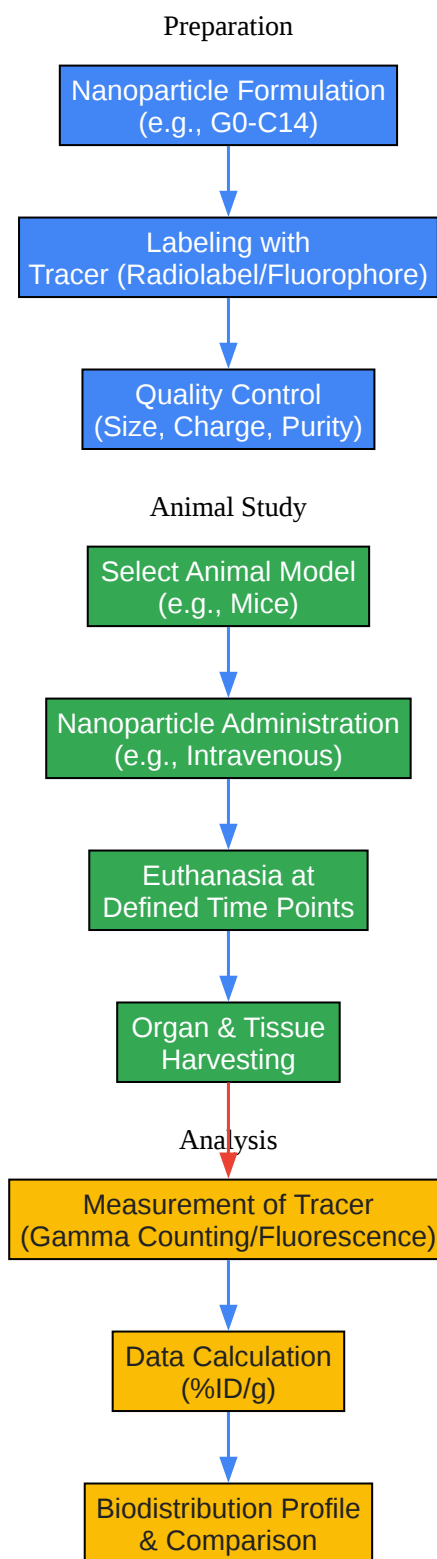 Preparation
Nanoparticle Formulation
(e.g., G0-C14)
Labeling with
Tracer (Radiolabel/Fluorophore)
Quality Control
(Size, Charge, Purity)
Animal Study
Select Animal Model
(e.g., Mice)
Nanoparticle Administration
(e.g., Intravenous)
Euthanasia at
Defined Time Points
Organ & Tissue
Harvesting
Analysis
Measurement of Tracer
(Gamma Counting/Fluorescence)
Data Calculation
(%ID/g)
Biodistribution Profile
& Comparison